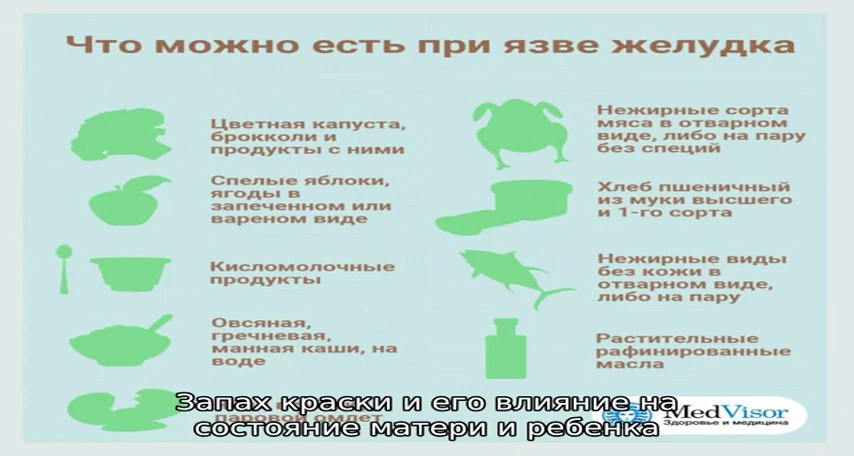 Что можно есть при язве желудка
Цветная капуста,
брокколи и
продукты с ними
Спелые яблоки,
ягоды в
запеченном или
вареном виде
Кисломолочные
продукты
Овсяная,
гречневая,
манная каши, на
воде
паровой омлет
Нежирные сорта
мяса в отварном
виде, либо на пару
без специй
Хлеб пшеничный
из муки высшего
и 1-го сорта
Нежирные виды
без кожи в
отварном виде,
либо на пару
Растительные
рафинированные
масла
MedVisor
Здоровье и медицина
Запах краски и его влияние на
состояние матери и ребенка